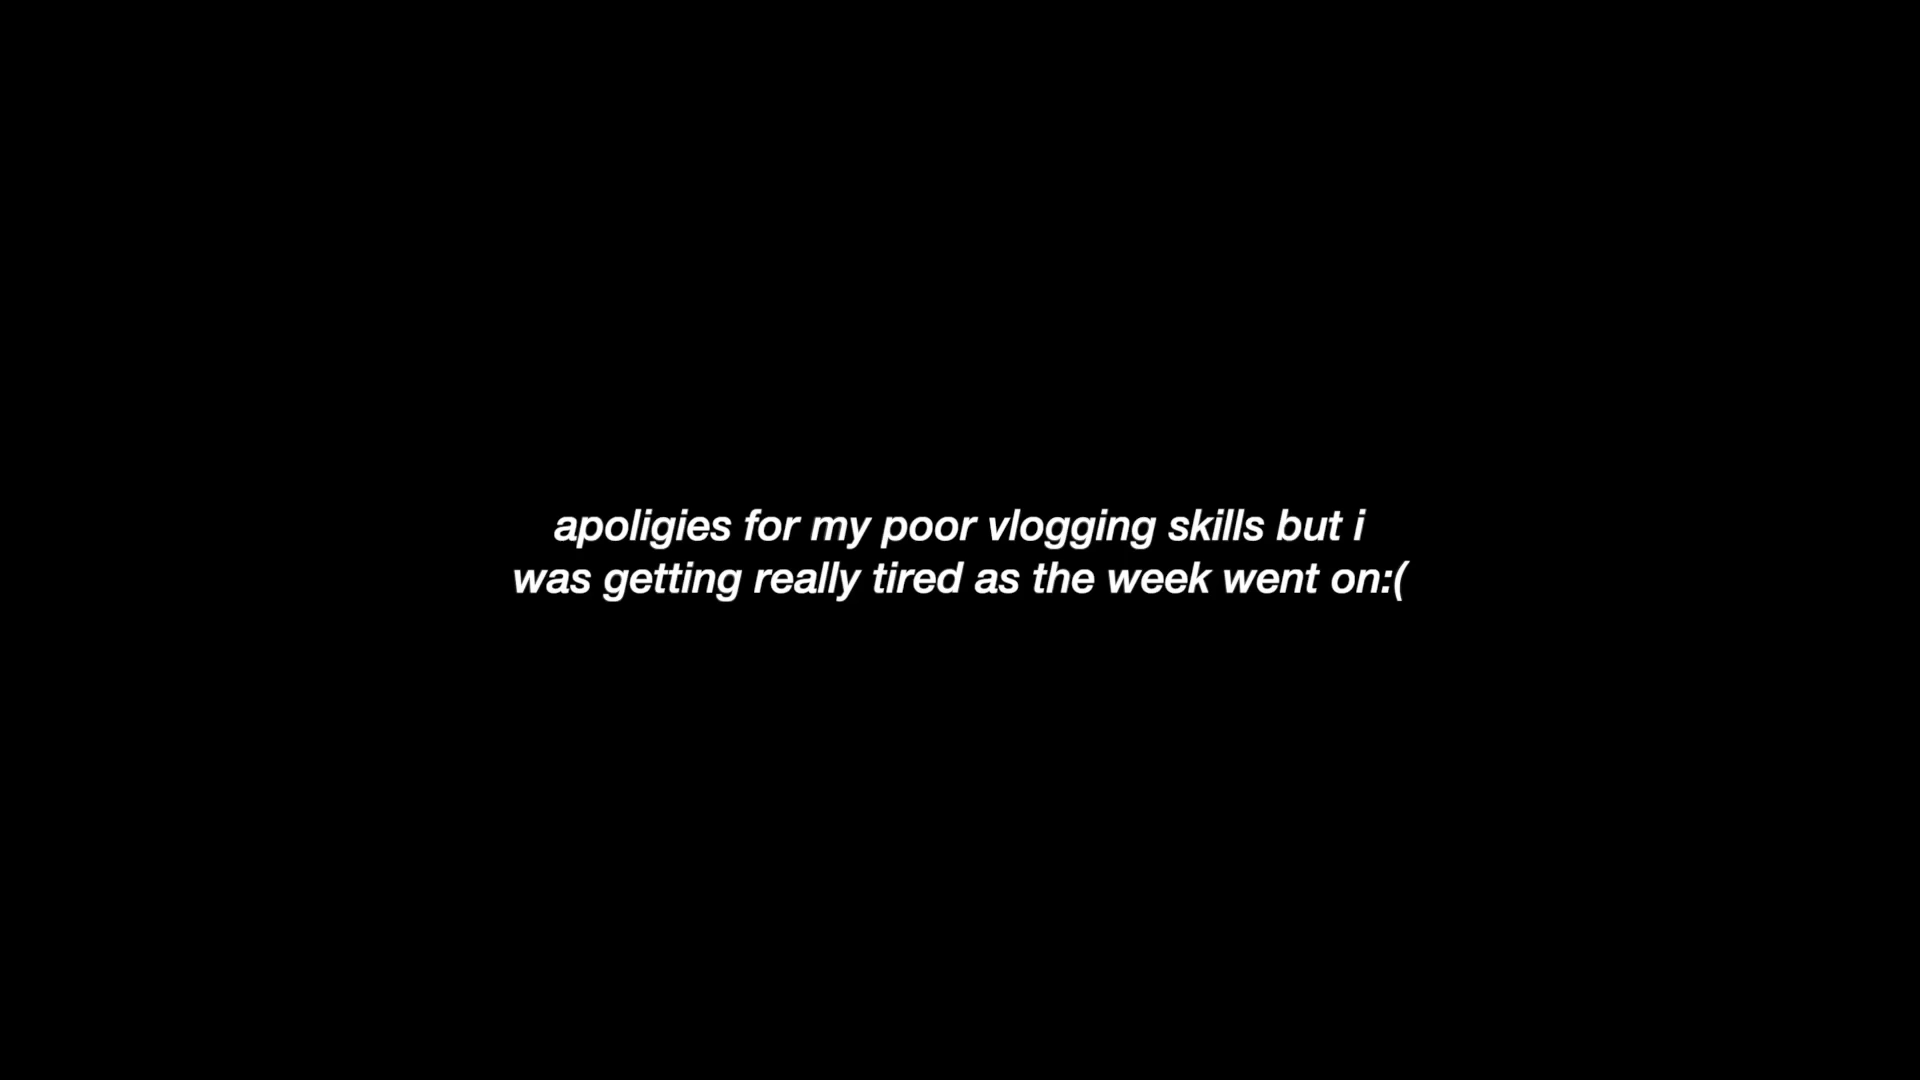 apoligies for my poor vlogging skills but i
was getting really tired as the week went on:(